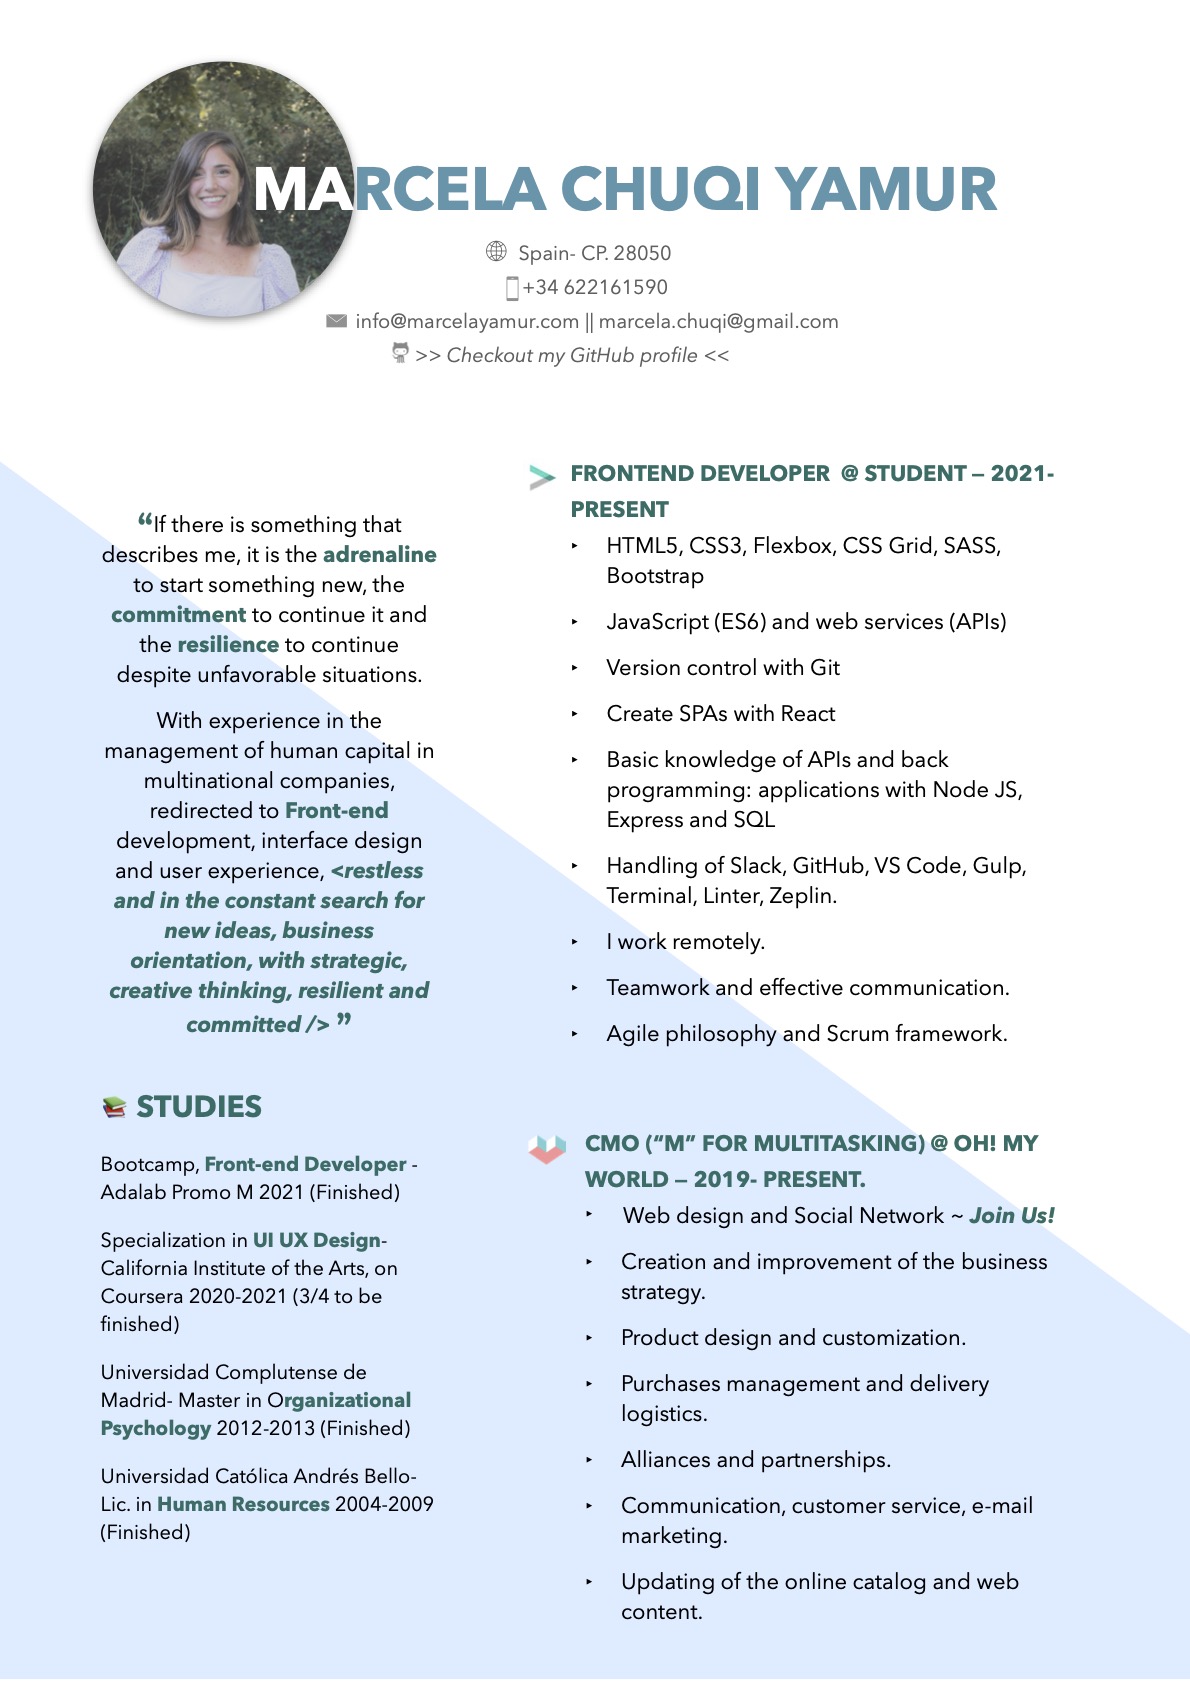 MARCELA CHUQI YAMUR
Spain- CP. 28050
+34 622161590
info@marcelayamur.com || marcela.chuqi@gmail.com
>> Checkout my GitHub profile <<
“If there is something that
describes me, it is the adrenaline
to start something new, the
commitment to continue it and
the resilience to continue
despite unfavorable situations.
With experience in the
management of human capital in
multinational companies,
redirected to Front-end
development, interface design
and user experience, <restless
and in the constant search for
new ideas, business
orientation, with strategic,
creative thinking, resilient and
committed /> ”
STUDIES
Bootcamp, Front-end Developer -
Adalab Promo M 2021 (Finished)
Specialization in UI UX Design-
California Institute of the Arts, on
Coursera 2020-2021 (3/4 to be
finished)
Universidad Complutense de
Madrid- Master in Organizational
Psychology 2012-2013 (Finished)
Universidad Católica Andrés Bello-
Lic. in Human Resources 2004-2009
(Finished)
FRONTEND DEVELOPER @ STUDENT – 2021-
PRESENT
‣ HTML5, CSS3, Flexbox, CSS Grid, SASS,
Bootstrap
‣ JavaScript (ES6) and web services (APIs)
‣ Version control with Git
‣ Create SPAs with React
‣ Basic knowledge of APIs and back
programming: applications with Node JS,
Express and SQL
‣ Handling of Slack, GitHub, VS Code, Gulp,
Terminal, Linter, Zeplin.
‣ I work remotely.
‣ Teamwork and effective communication.
‣ Agile philosophy and Scrum framework.
CMO (“M” FOR MULTITASKING) @ OH! MY
WORLD – 2019- PRESENT.
‣ Web design and Social Network ~ Join Us!
‣ Creation and improvement of the business
strategy.
‣ Product design and customization.
‣ Purchases management and delivery
logistics.
‣ Alliances and partnerships.
‣ Communication, customer service, e-mail
marketing.
‣ Updating of the online catalog and web
content.